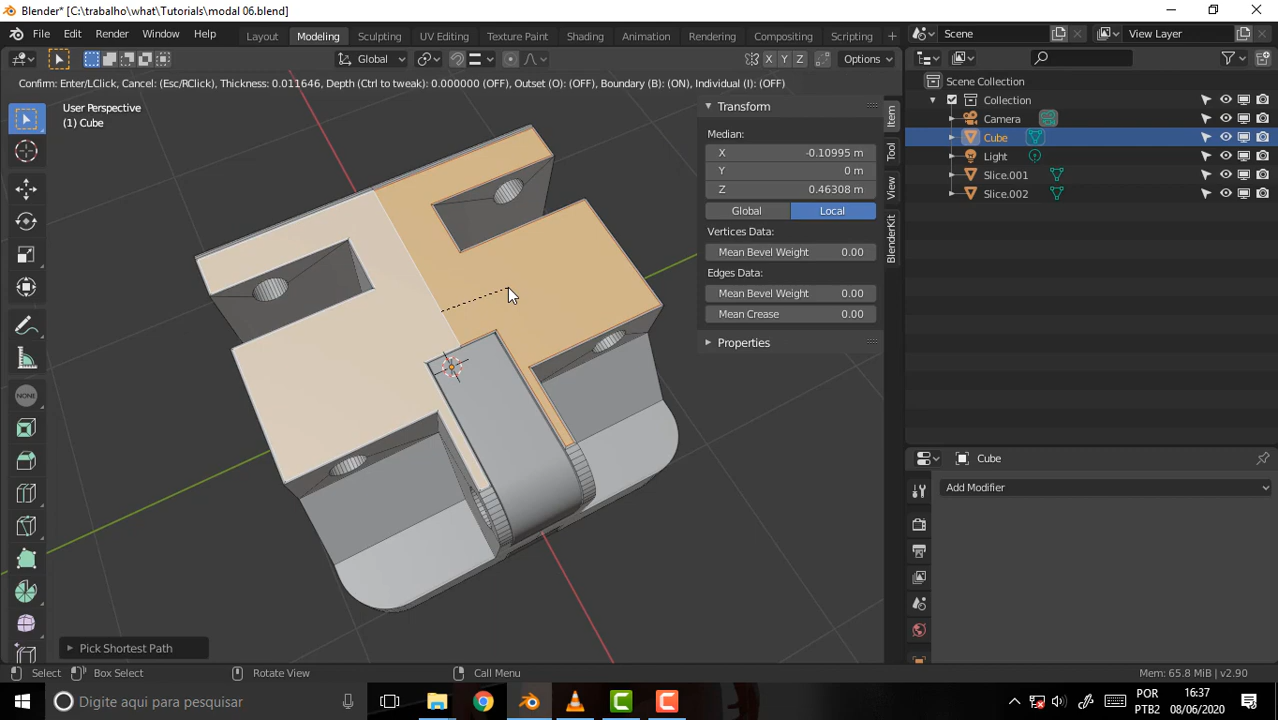 Blender* [C:\trabalho\what\Tutorials\modal 06.blend]
File Edit Render Window Help Layout Modeling Sculpting UV Editing Texture Paint Shading Animation Rendering Compositing Scripting Scene View Layer
Global X Y Z Options
Confirm: Enter/LClick, Cancel: (Esc/RClick), Thickness: 0.011646, Depth (Ctrl to tweak): 0.000000 (OFF), Outset (O): (OFF), Boundary (B): (ON), Individual (I): (OFF)
User Perspective
(1) Cube
Transform
Median:
X -0.10995 m
Y 0 m
Z 0.46308 m
Global Local
Vertices Data:
Mean Bevel Weight 0.00
Edges Data:
Mean Bevel Weight 0.00
Mean Crease 0.00
Properties
Item
Tool
View
BlenderKit
Scene Collection
Collection
Camera
Cube
Light
Slice.001
Slice.002
Cube
Add Modifier
NONE
Pick Shortest Path
Select Box Select Rotate View Call Menu Mem: 65.8 MiB | v2.90
Digite aqui para pesquisar
POR
PTB2
16:37
08/06/2020